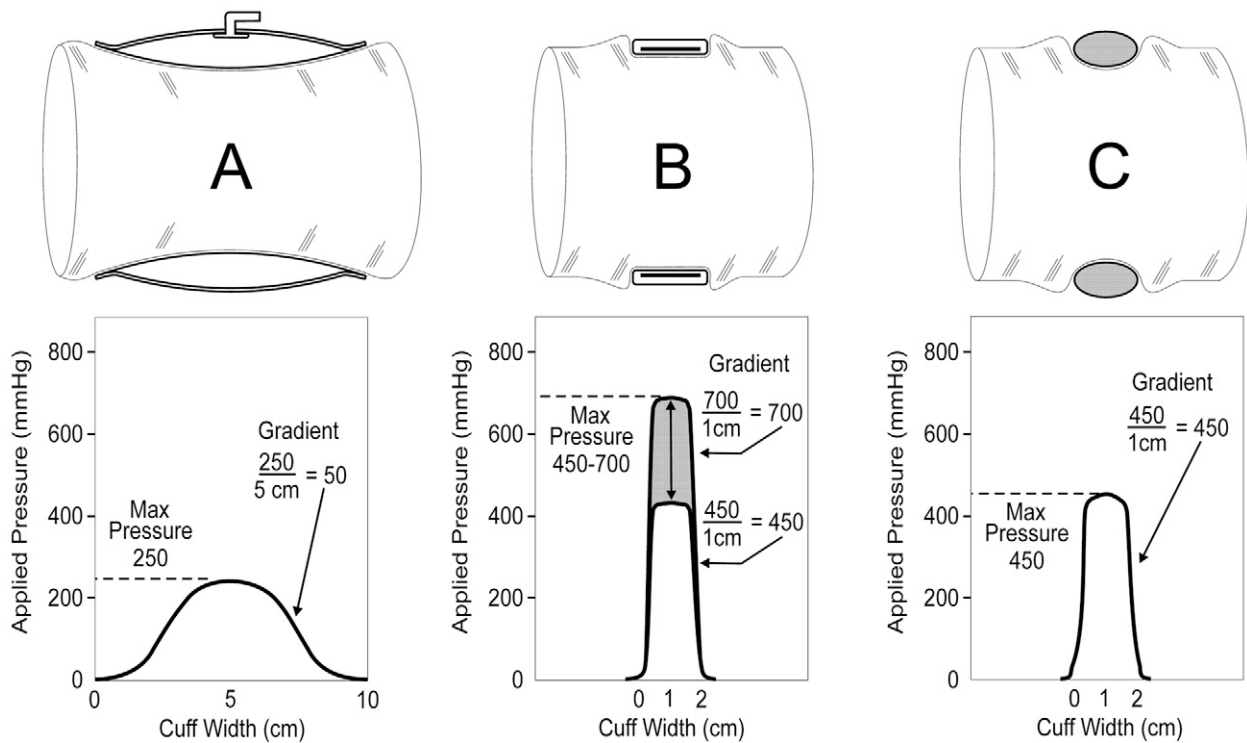 A
B
C
Applied Pressure (mmHg)
800
600
400
200
0
Gradient
250
5 cm
= 50
Max
Pressure
250
0 5 10
Cuff Width (cm)
Applied Pressure (mmHg)
800
600
400
200
0
Gradient
700
1cm
= 700
Max
Pressure
450-700
450
1cm
= 450
0 1 2
Cuff Width (cm)
Applied Pressure (mmHg)
800
600
400
200
0
Gradient
450
1cm
= 450
Max
Pressure
450
0 1 2
Cuff Width (cm)